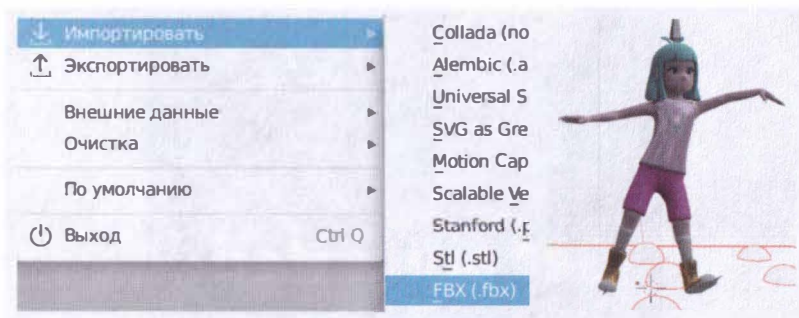 Импортировать
Экспортировать
Внешние данные
Очистка
По умолчанию
Выход Ctrl Q
Collada (no
Alembic (.a
Universal S
SVG as Gre
Motion Cap
Scalable Ve
Stanford (.p
Stl (.stl)
FBX (.fbx)